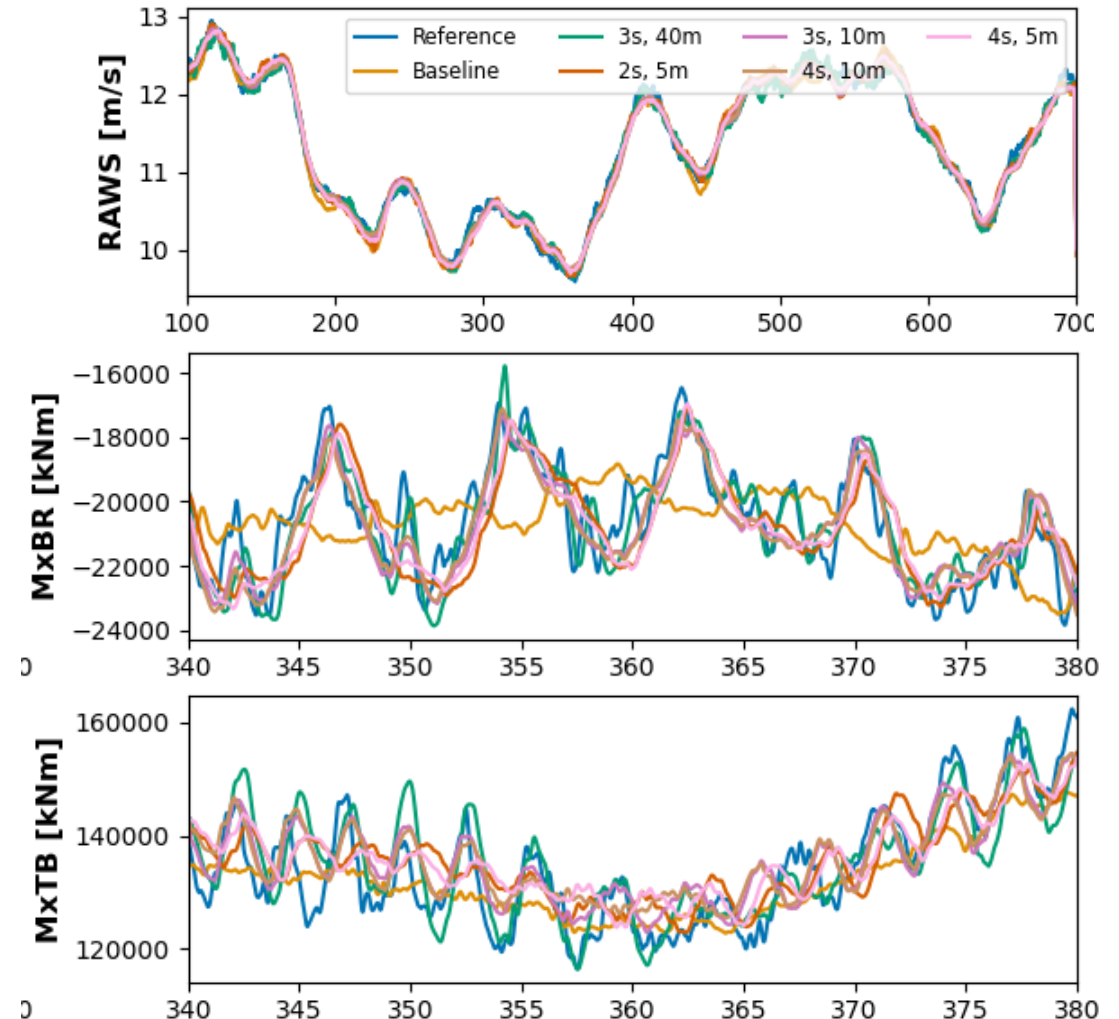 13
12
11
10
RAWS [m/s]
Reference
Baseline
3s, 40m
2s, 5m
3s, 10m
4s, 10m
4s, 5m
100 200 300 400 500 600 700
−16000
−18000
−20000
−22000
−24000
MxBR [kNm]
0 340 345 350 355 360 365 370 375 380
160000
140000
120000
MxTB [kNm]
0 340 345 350 355 360 365 370 375 380